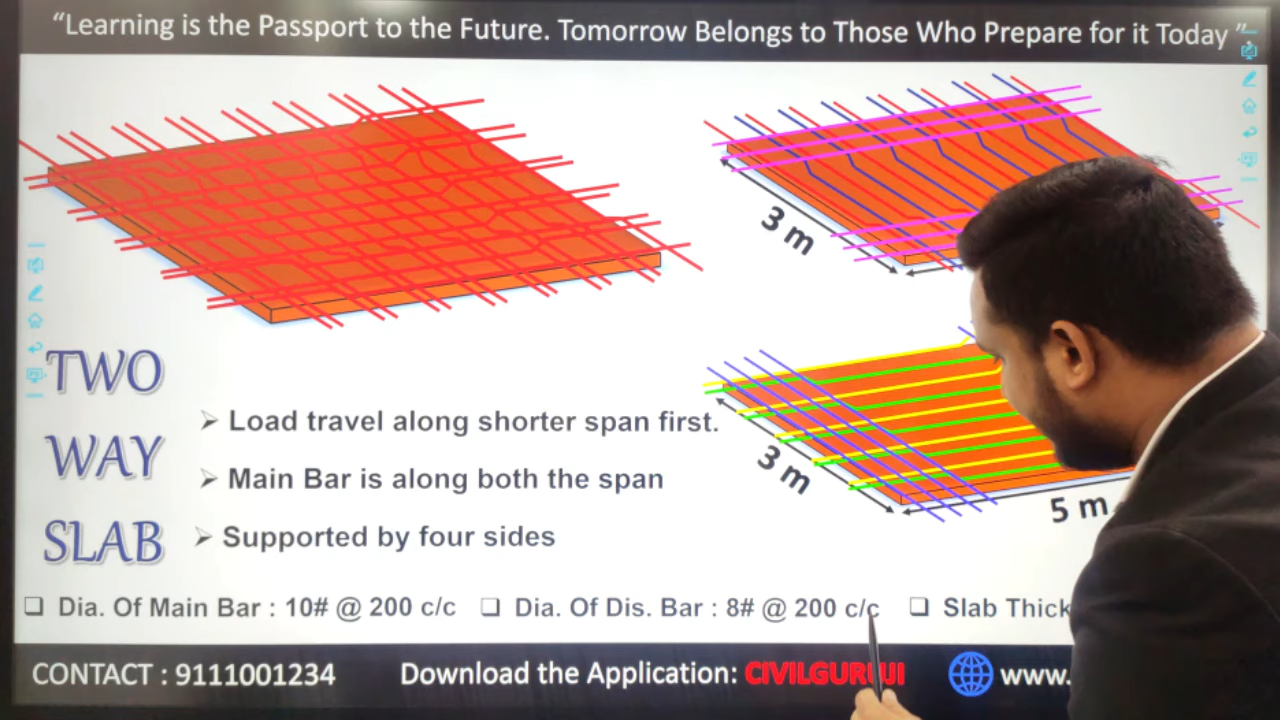 “Learning is the Passport to the Future. Tomorrow Belongs to Those Who Prepare for it Today ”
3 m
3 m
5 m
TWO
WAY
SLAB
➢ Load travel along shorter span first.
➢ Main Bar is along both the span
➢ Supported by four sides
❑ Dia. Of Main Bar : 10# @ 200 c/c ❑ Dia. Of Dis. Bar : 8# @ 200 c/c ❑ Slab Thick
CONTACT : 9111001234 Download the Application: CIVILGURUJI www.